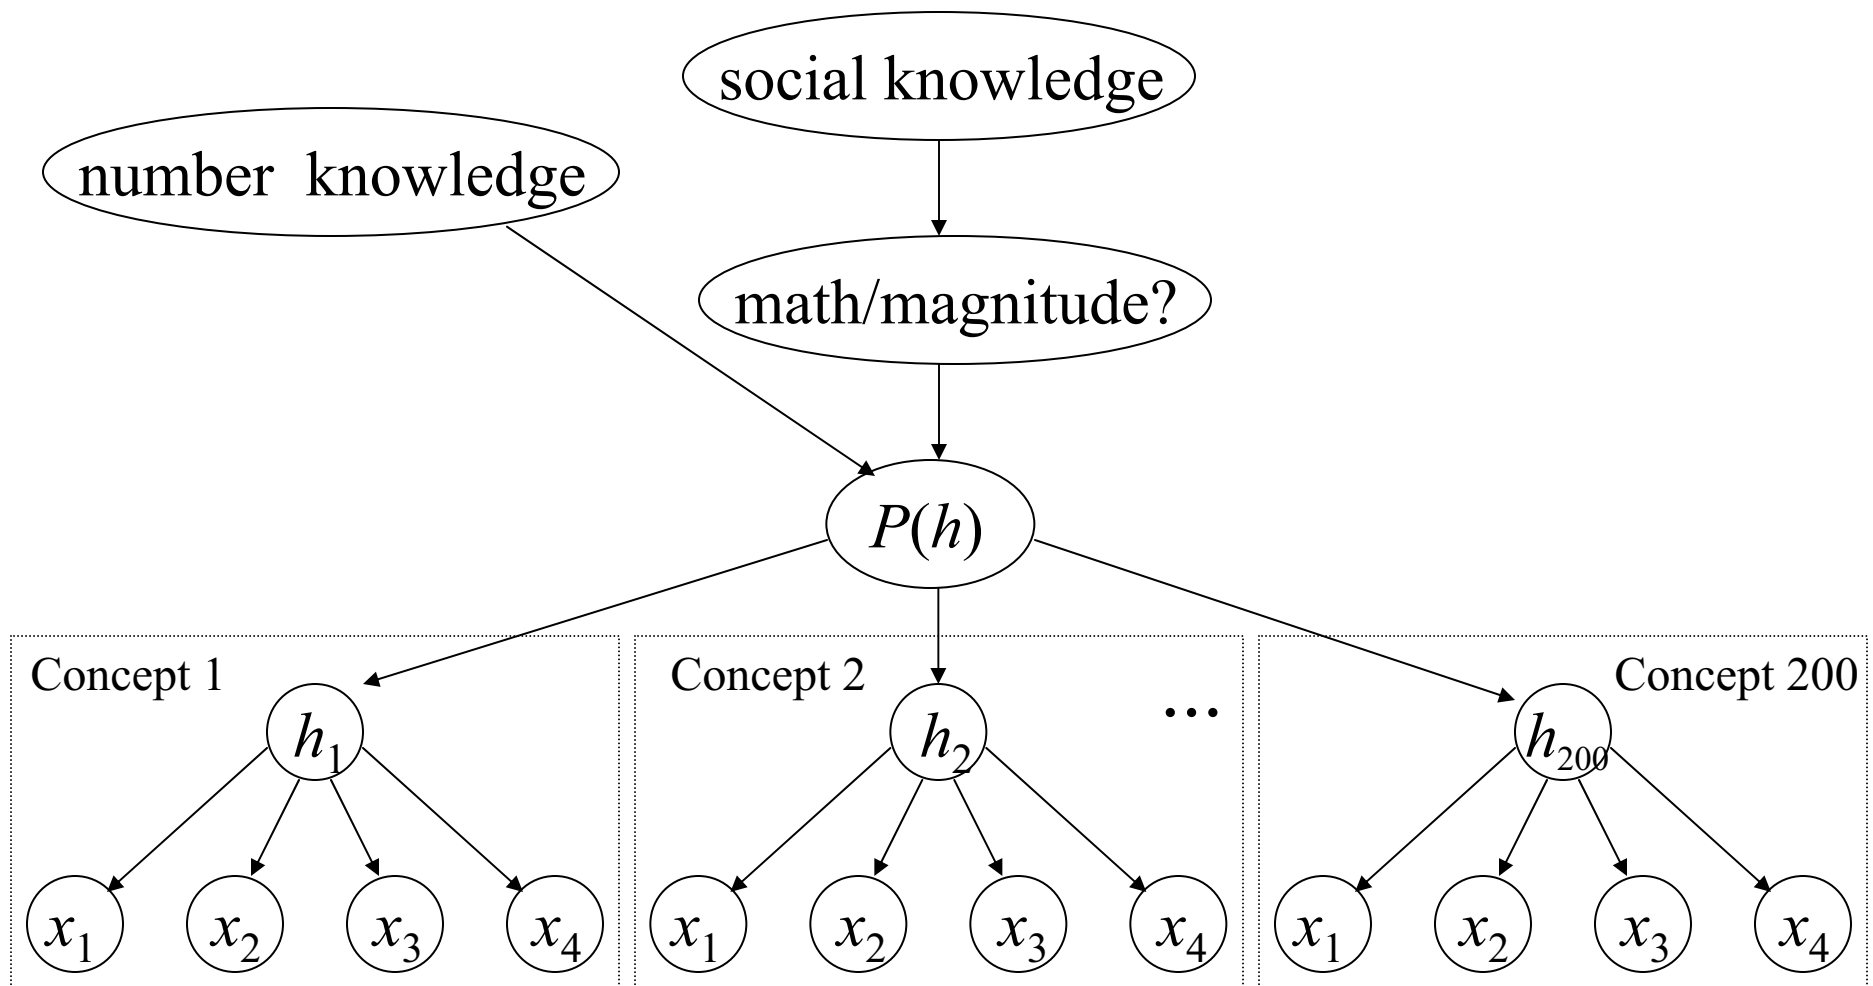 social knowledge
number knowledge
math/magnitude?
P(h)
Concept 1
Concept 2
...
Concept 200
h₁
h₂
h₂₀₀
x₁ x₂ x₃ x₄
x₁ x₂ x₃ x₄
x₁ x₂ x₃ x₄